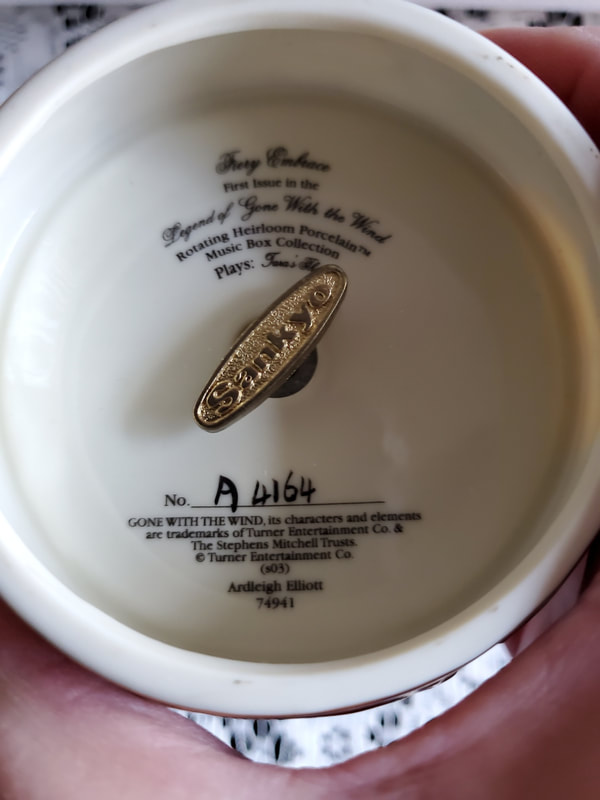 Fiery Embrace
First Issue in the
Legend of Gone With the Wind
Rotating Heirloom Porcelain™
Music Box Collection
Plays: Tara's
Sankyo
No. A 4164
GONE WITH THE WIND, its characters and elements
are trademarks of Turner Entertainment Co. &
The Stephens Mitchell Trusts.
© Turner Entertainment Co.
(s03)
Ardleigh Elliott
74941